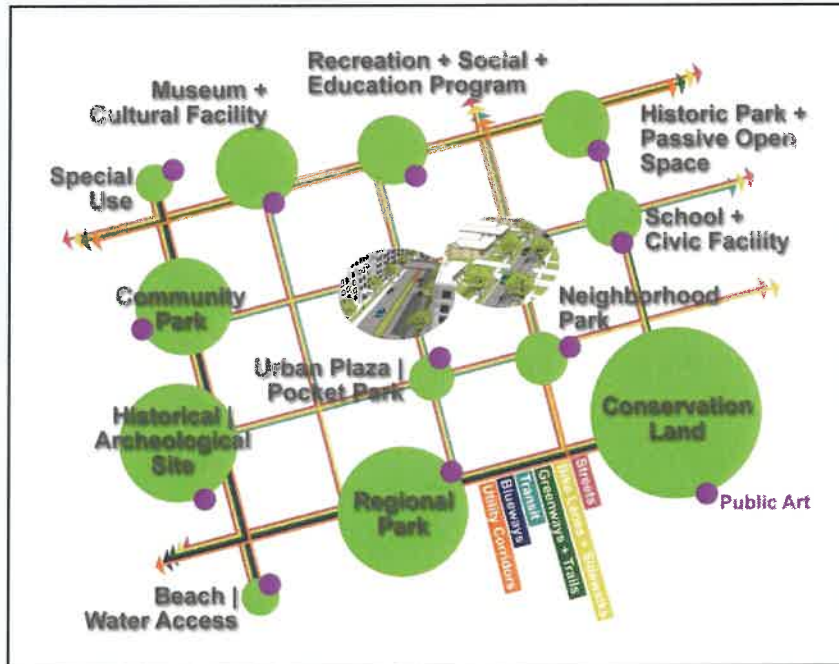 Recreation + Social +
Education Program
Museum +
Cultural Facility
Historic Park +
Passive Open
Space
Special
Use
School +
Civic Facility
Community
Park
Neighborhood
Park
Urban Plaza |
Pocket Park
Historical |
Archeological
Site
Conservation
Land
Regional
Park
Streets
Bike Lanes + Sidewalks
Greenways + Trails
Transit
Blueways
Utility Corridors
Public Art
Beach |
Water Access